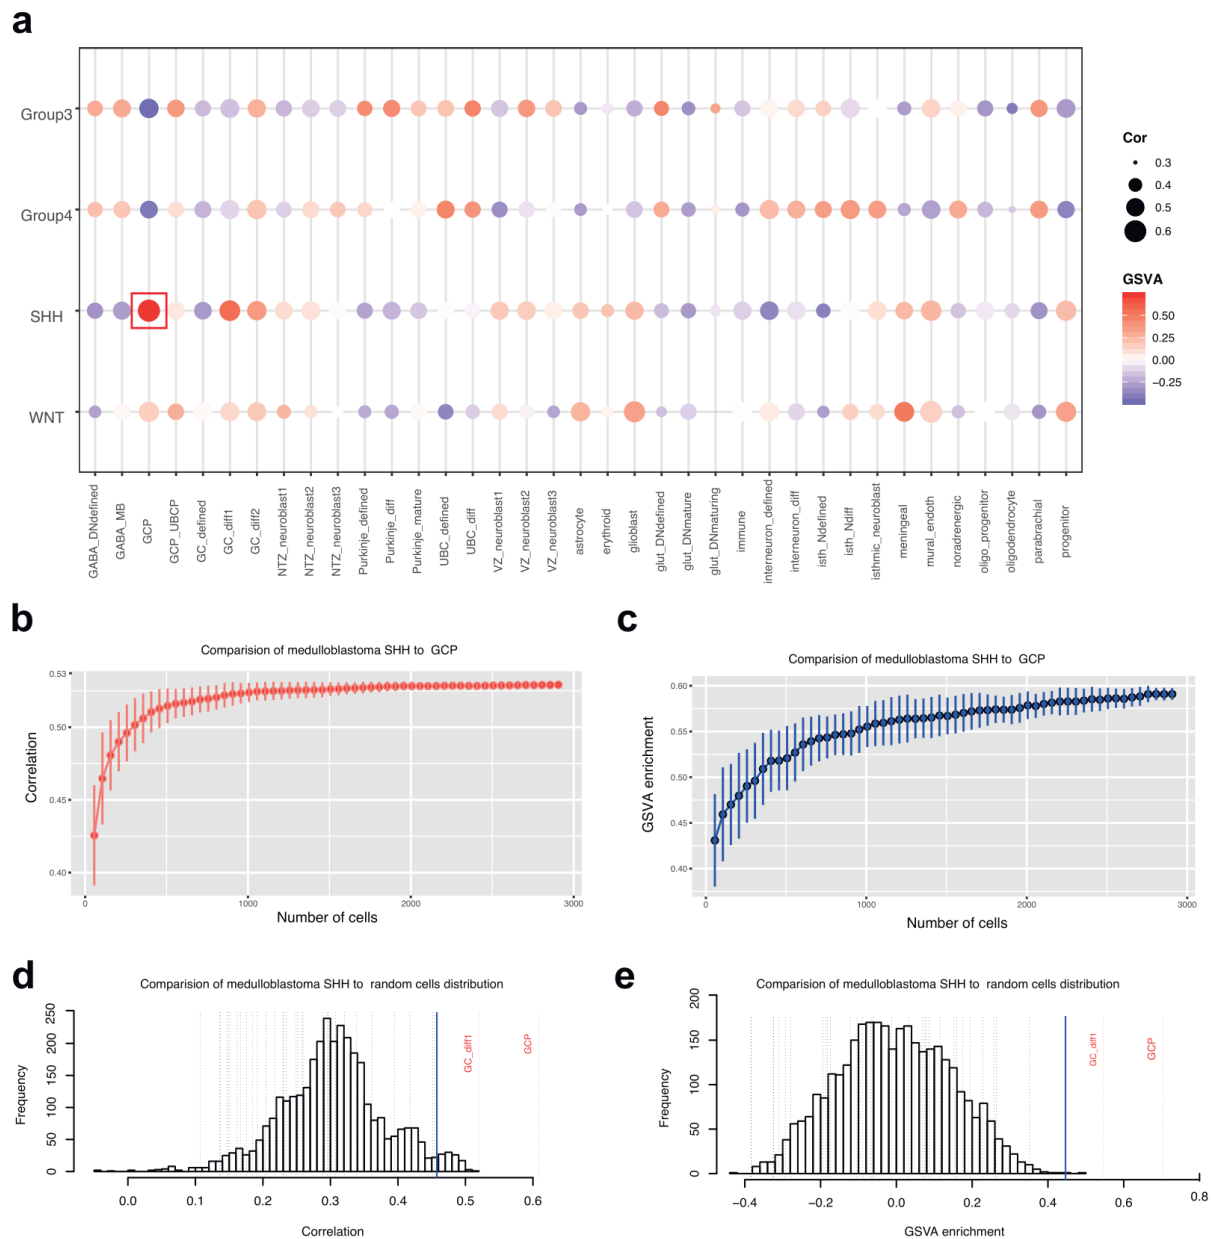 a
Group3
Group4
SHH
WNT
Cor
0.3
0.4
0.5
0.6
GSVA
0.50
0.25
0.00
−0.25
GABA_DNdefined
GABA_MB
GCP
GCP_UBCP
GC_defined
GC_diff1
GC_diff2
NTZ_neuroblast1
NTZ_neuroblast2
NTZ_neuroblast3
Purkinje_defined
Purkinje_diff
Purkinje_mature
UBC_defined
UBC_diff
VZ_neuroblast1
VZ_neuroblast2
VZ_neuroblast3
astrocyte
erythroid
glioblast
glut_DNdefined
glut_DNmature
glut_DNmaturing
immune
interneuron_defined
interneuron_diff
isth_Ndefined
isth_Ndiff
isthmic_neuroblast
meningeal
mural_endoth
noradrenergic
oligo_progenitor
oligodendrocyte
parabrachial
progenitor
b
Comparision of medulloblastoma SHH to GCP
Correlation
0.53
0.50
0.45
0.40
0
1000
2000
3000
Number of cells
c
Comparision of medulloblastoma SHH to GCP
GSVA enrichment
0.60
0.55
0.50
0.45
0.40
0
1000
2000
3000
Number of cells
d
Comparision of medulloblastoma SHH to random cells distribution
Frequency
250
200
150
100
50
0
GC_diff1
GCP
0.0
0.1
0.2
0.3
0.4
0.5
0.6
Correlation
e
Comparision of medulloblastoma SHH to random cells distribution
Frequency
200
150
100
50
0
GC_diff1
GCP
−0.4
−0.2
0.0
0.2
0.4
0.6
0.8
GSVA enrichment